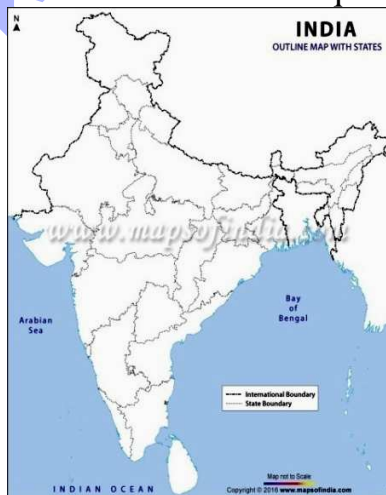 N
INDIA
OUTLINE MAP WITH STATES
www.mapsofindia.com
Arabian
Sea
Bay
of
Bengal
International Boundary
State Boundary
Map not to Scale
INDIAN OCEAN
Copyright © 2016 www.mapsofindia.com